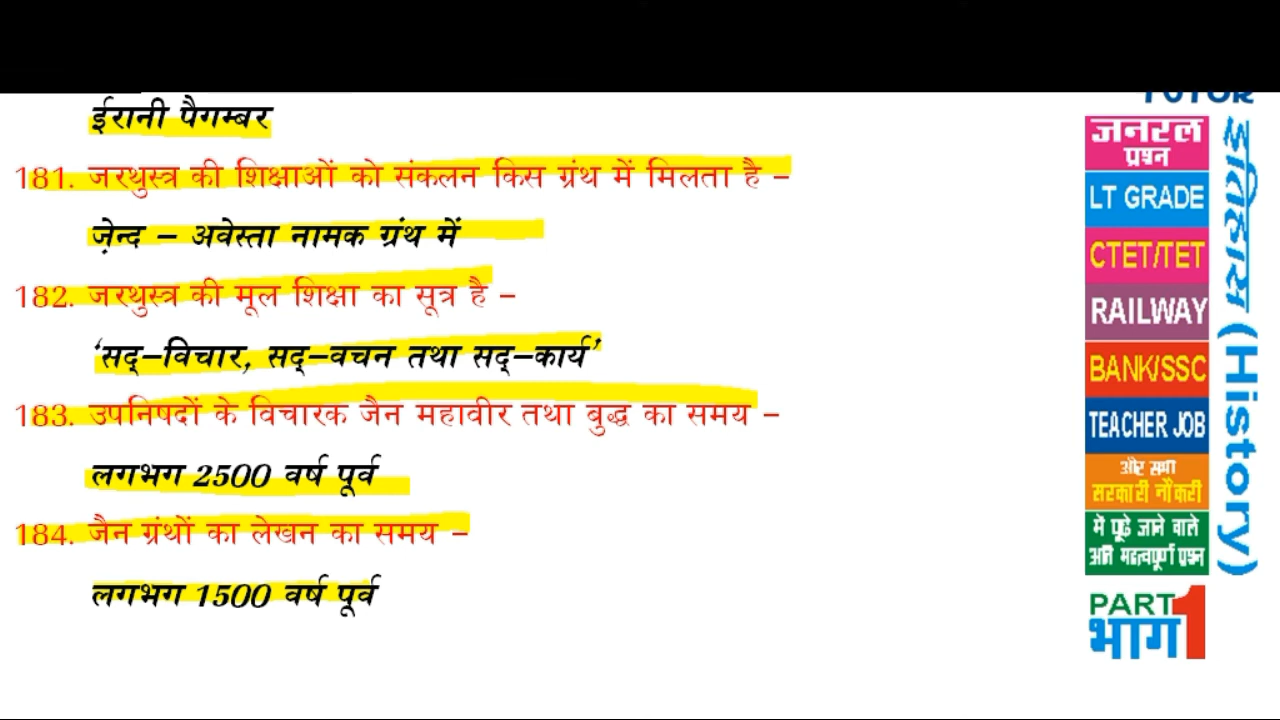 ईरानी पैगम्बर
181. जरथुस्त्र की शिक्षाओं को संकलन किस ग्रंथ में मिलता है –
ज़ेन्द – अवेस्ता नामक ग्रंथ में
182. जरथुस्त्र की मूल शिक्षा का सूत्र है –
‘सद्–विचार, सद्–वचन तथा सद्–कार्य’
183. उपनिषदों के विचारक जैन महावीर तथा बुद्ध का समय –
लगभग 2500 वर्ष पूर्व
184. जैन ग्रंथों का लेखन का समय –
लगभग 1500 वर्ष पूर्व
TUTOR
जनरल
प्रश्न
LT GRADE
CTET/TET
RAILWAY
BANK/SSC
TEACHER JOB
और सभी
सरकारी नौकरी
में पूछे जाने वाले
अति महत्वपूर्ण प्रश्न
PART 1
भाग
इतिहास (History)